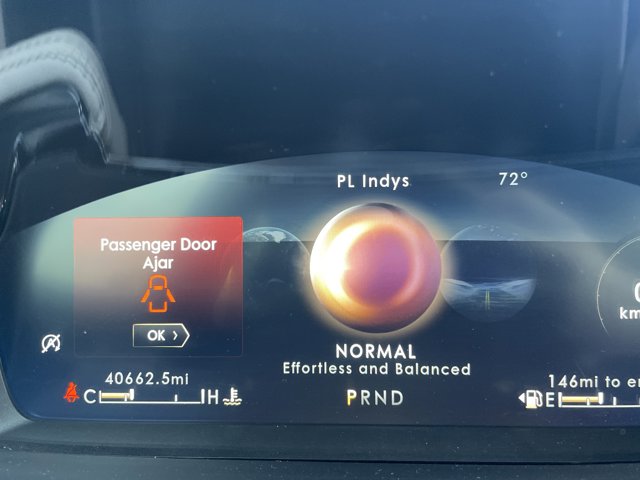 PL Indys
72°
Passenger Door
Ajar
OK
NORMAL
Effortless and Balanced
40662.5mi
C H
PRND
146mi to
E